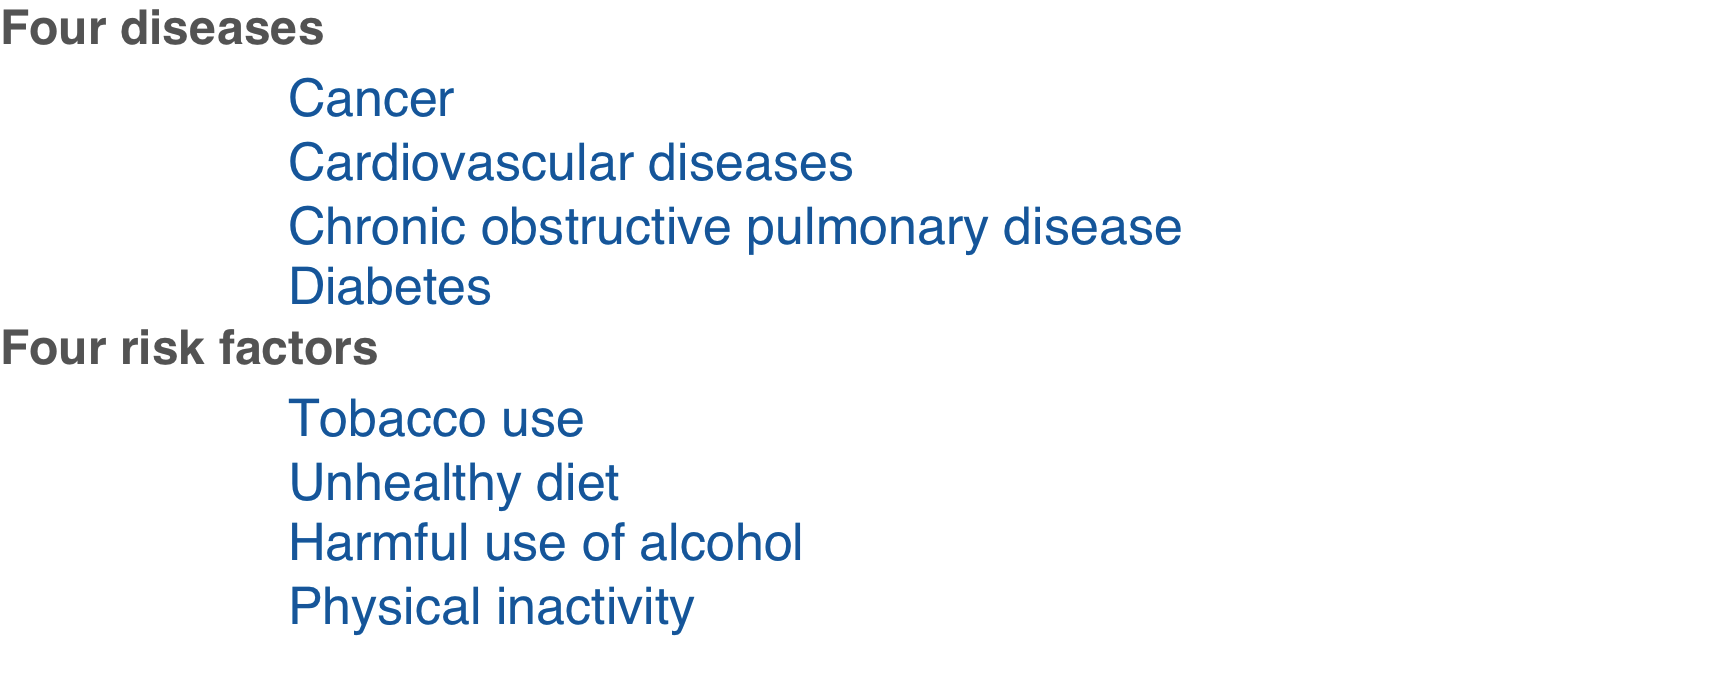 Four diseases
Cancer
Cardiovascular diseases
Chronic obstructive pulmonary disease
Diabetes
Four risk factors
Tobacco use
Unhealthy diet
Harmful use of alcohol
Physical inactivity